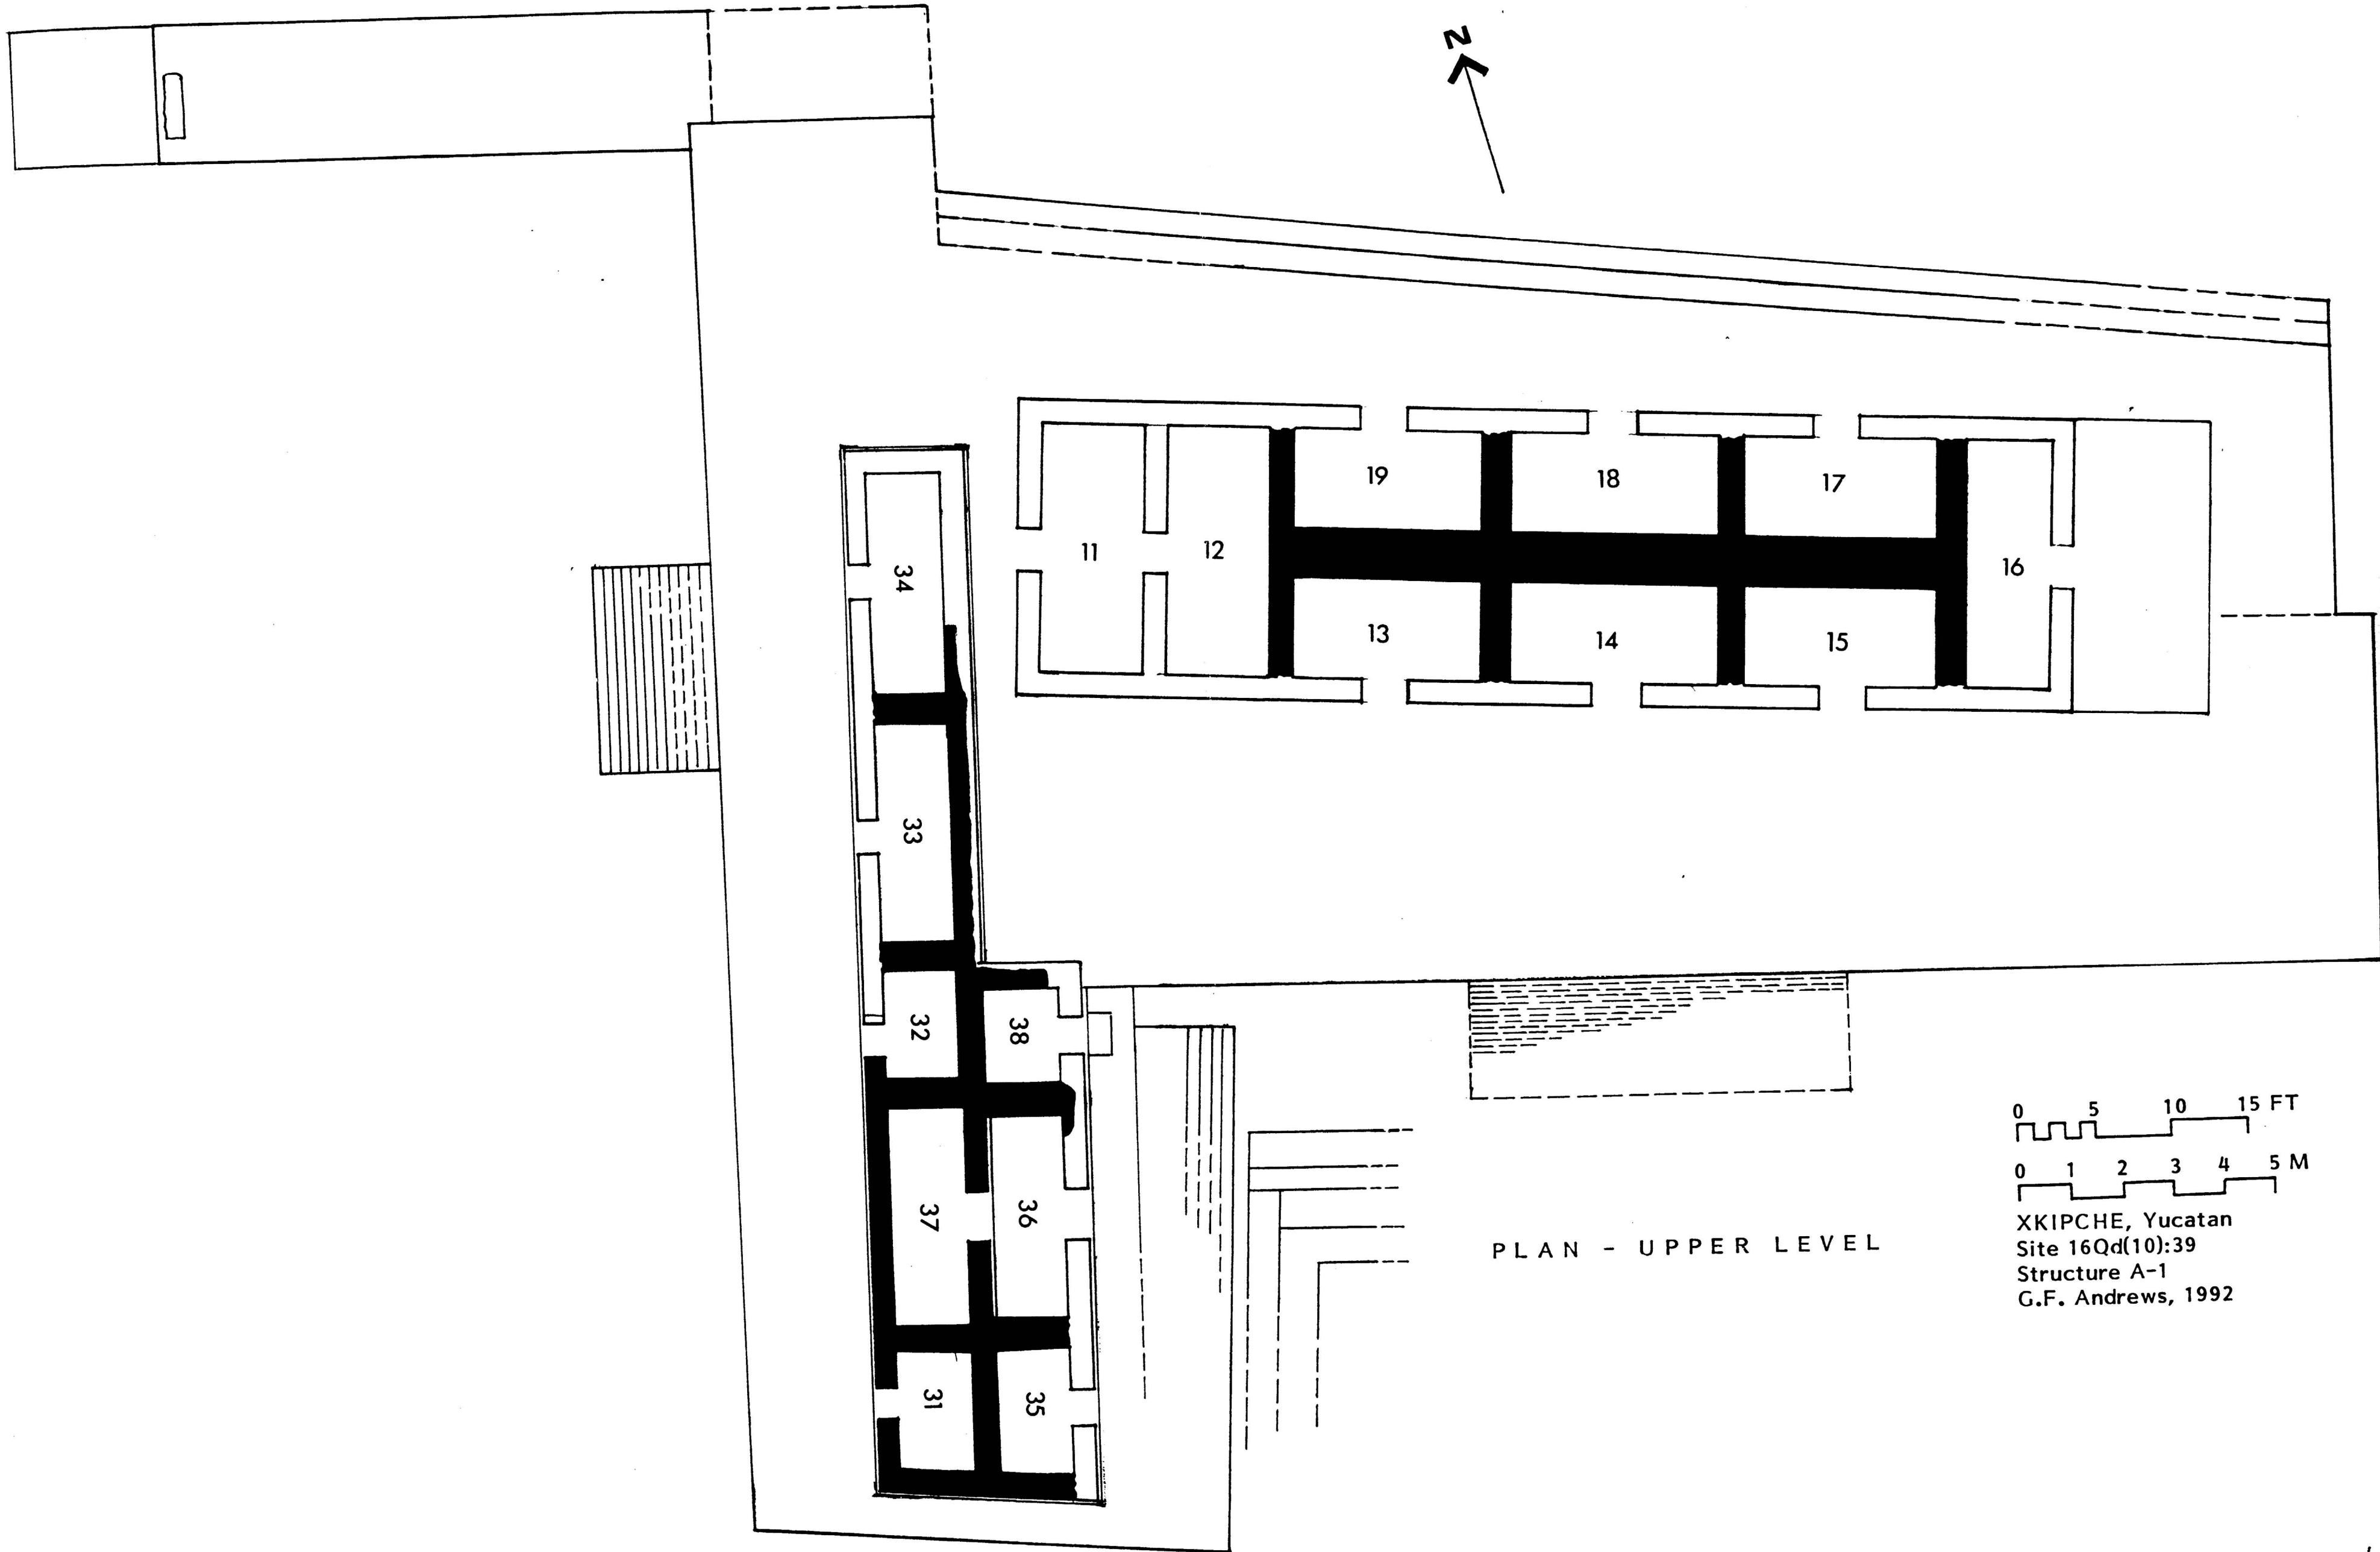 N
19
18
17
34
11
12
16
13
14
15
33
32
38
0 5 10 15 FT
0 1 2 3 4 5 M
37
36
PLAN - UPPER LEVEL
XKIPCHE, Yucatan
Site 16Qd(10):39
Structure A-1
G.F. Andrews, 1992
31
35